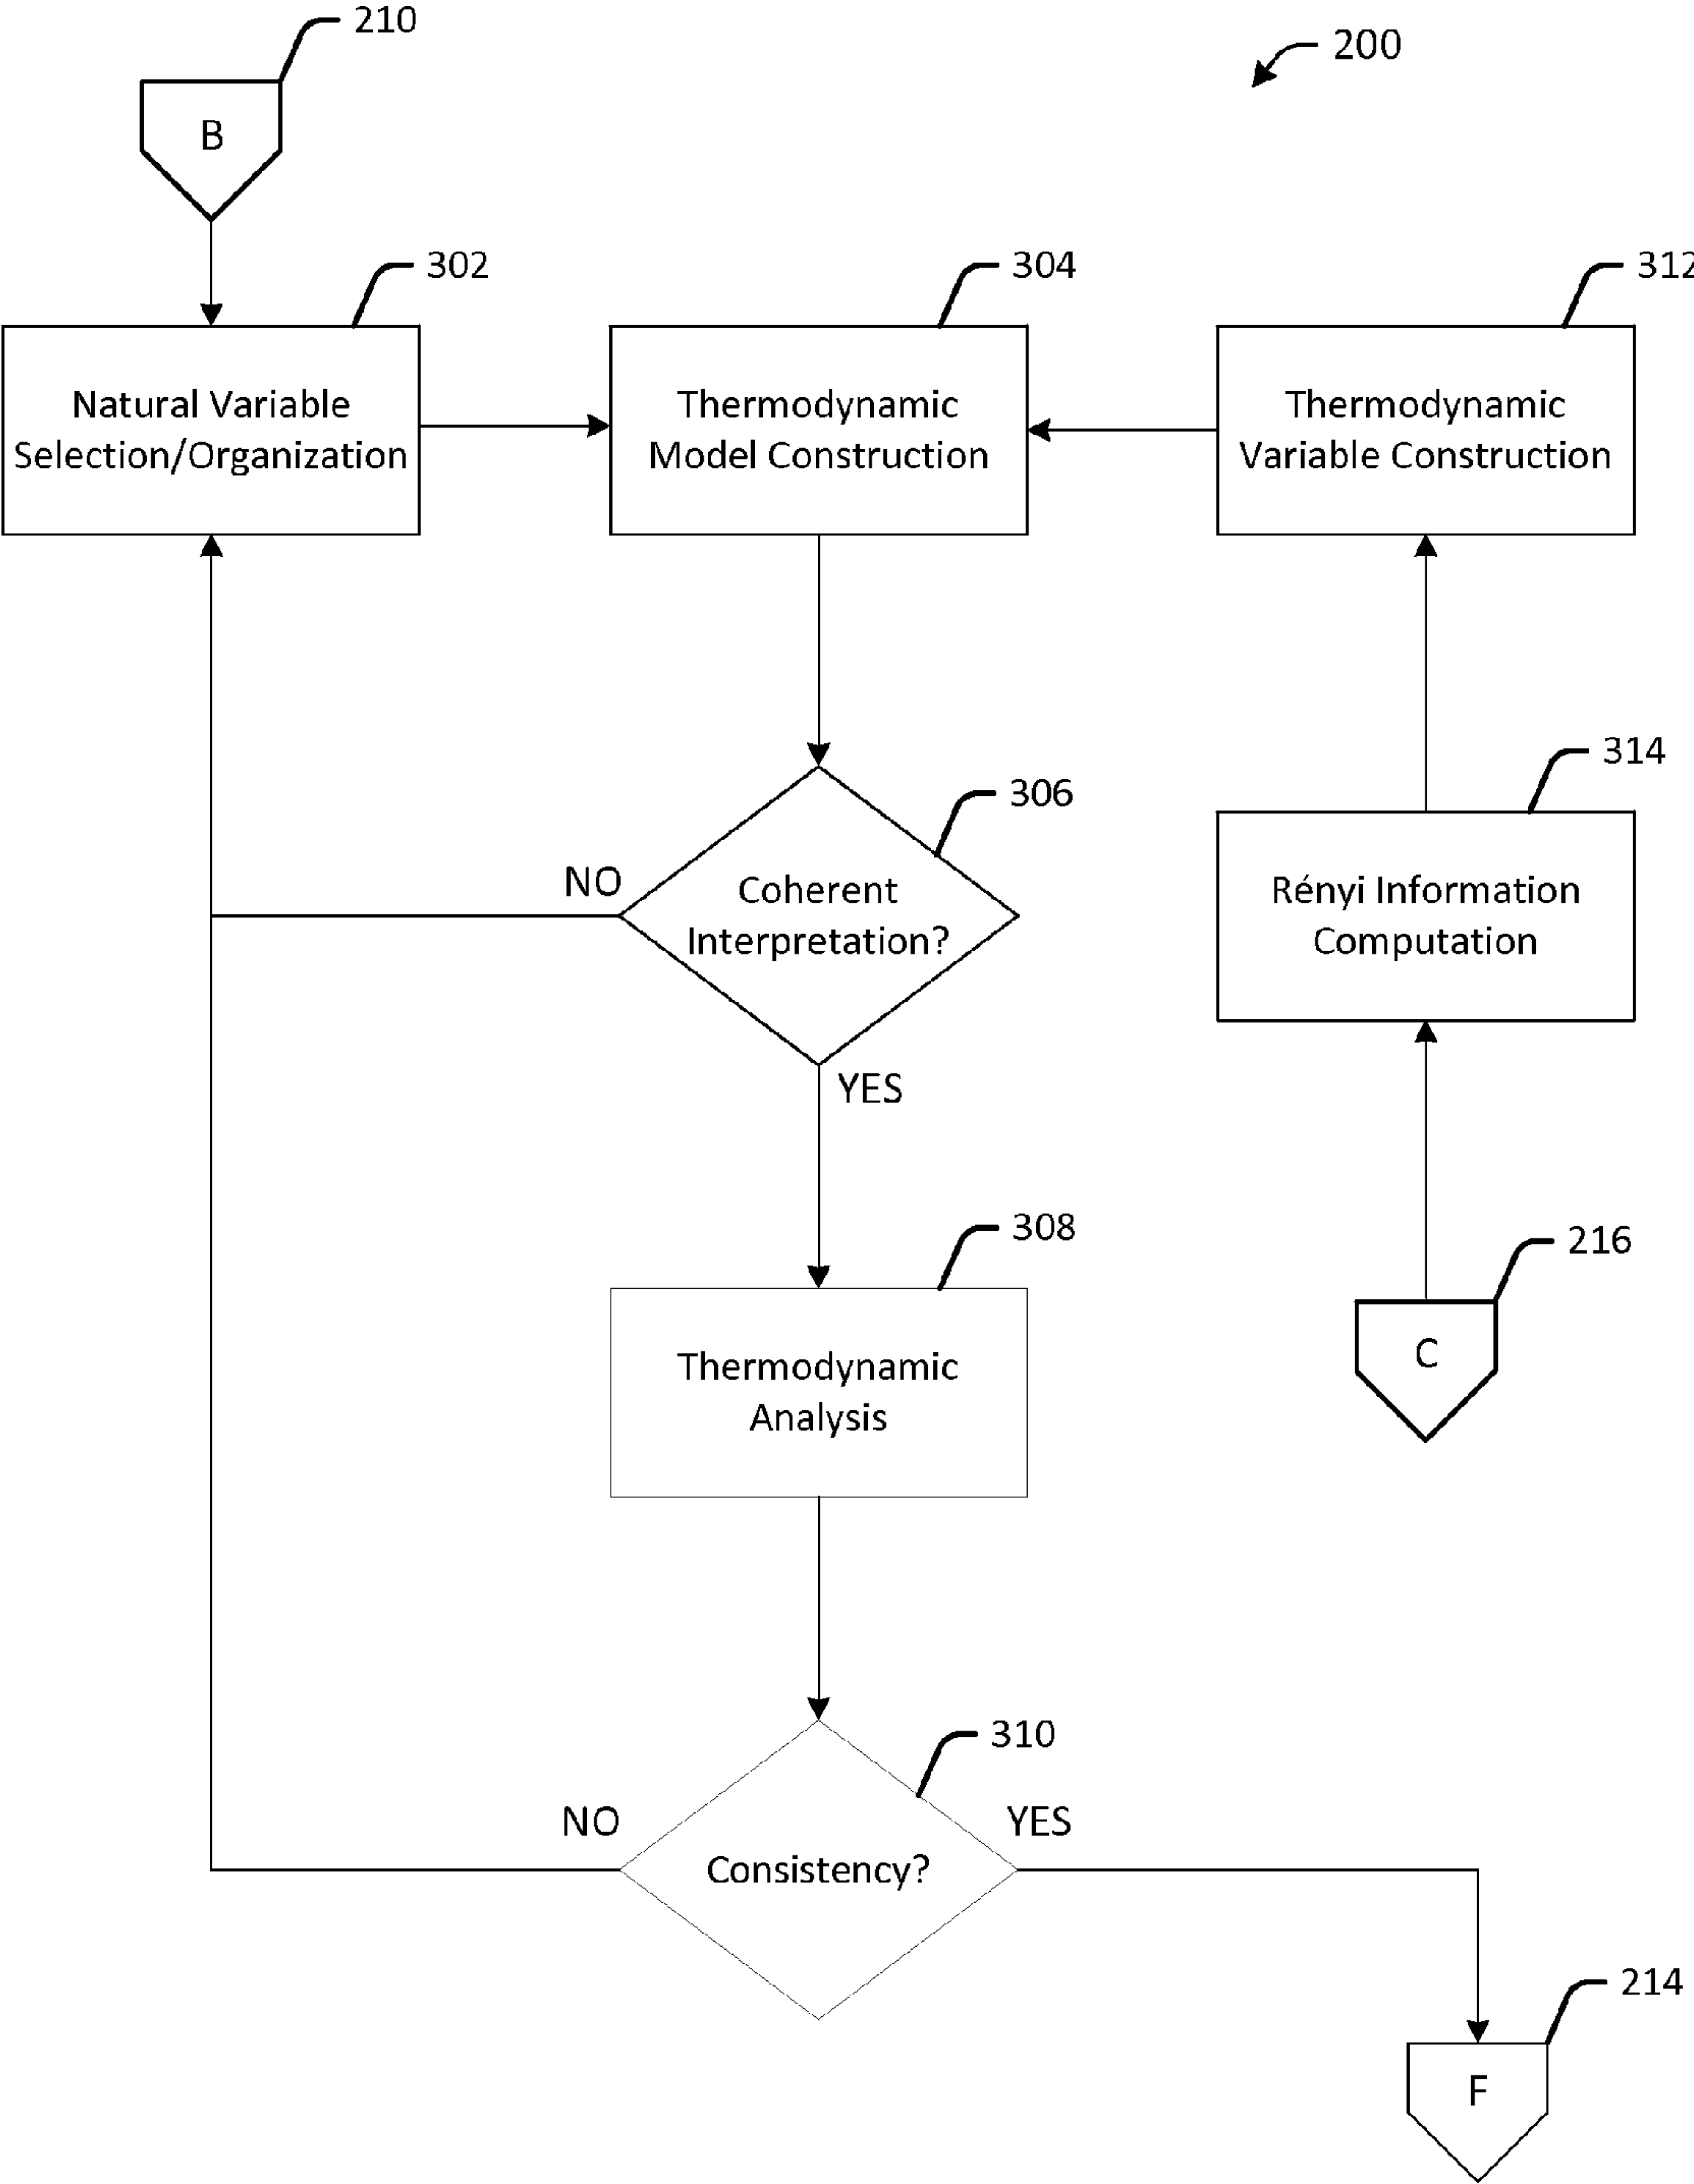 210
200
B
302
304
312
Natural Variable
Selection/Organization
Thermodynamic
Model Construction
Thermodynamic
Variable Construction
314
306
NO
Coherent
Interpretation?
Rényi Information
Computation
YES
308
216
Thermodynamic
Analysis
C
310
NO
YES
Consistency?
214
F